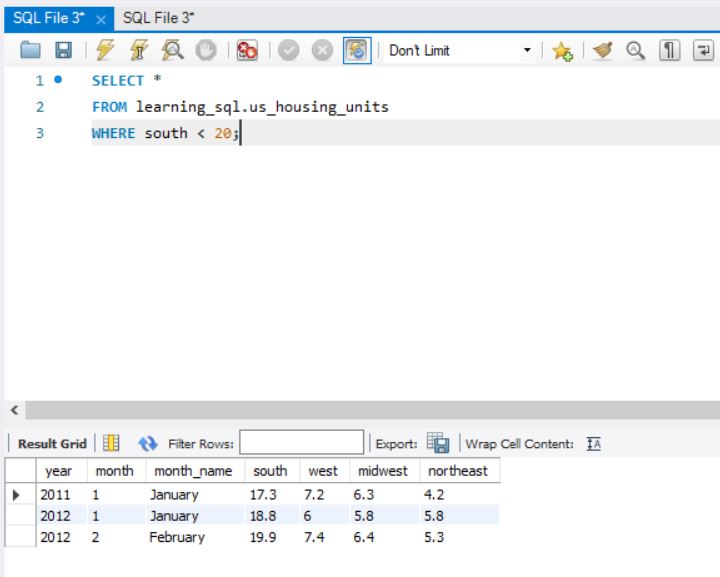 SQL File 3* × SQL File 3*
Don't Limit
1 SELECT *
2 FROM learning_sql.us_housing_units
3 WHERE south < 20;
Result Grid Filter Rows: Export: Wrap Cell Content: IA
year month month_name south west midwest northeast
2011 1 January 17.3 7.2 6.3 4.2
2012 1 January 18.8 6 5.8 5.8
2012 2 February 19.9 7.4 6.4 5.3